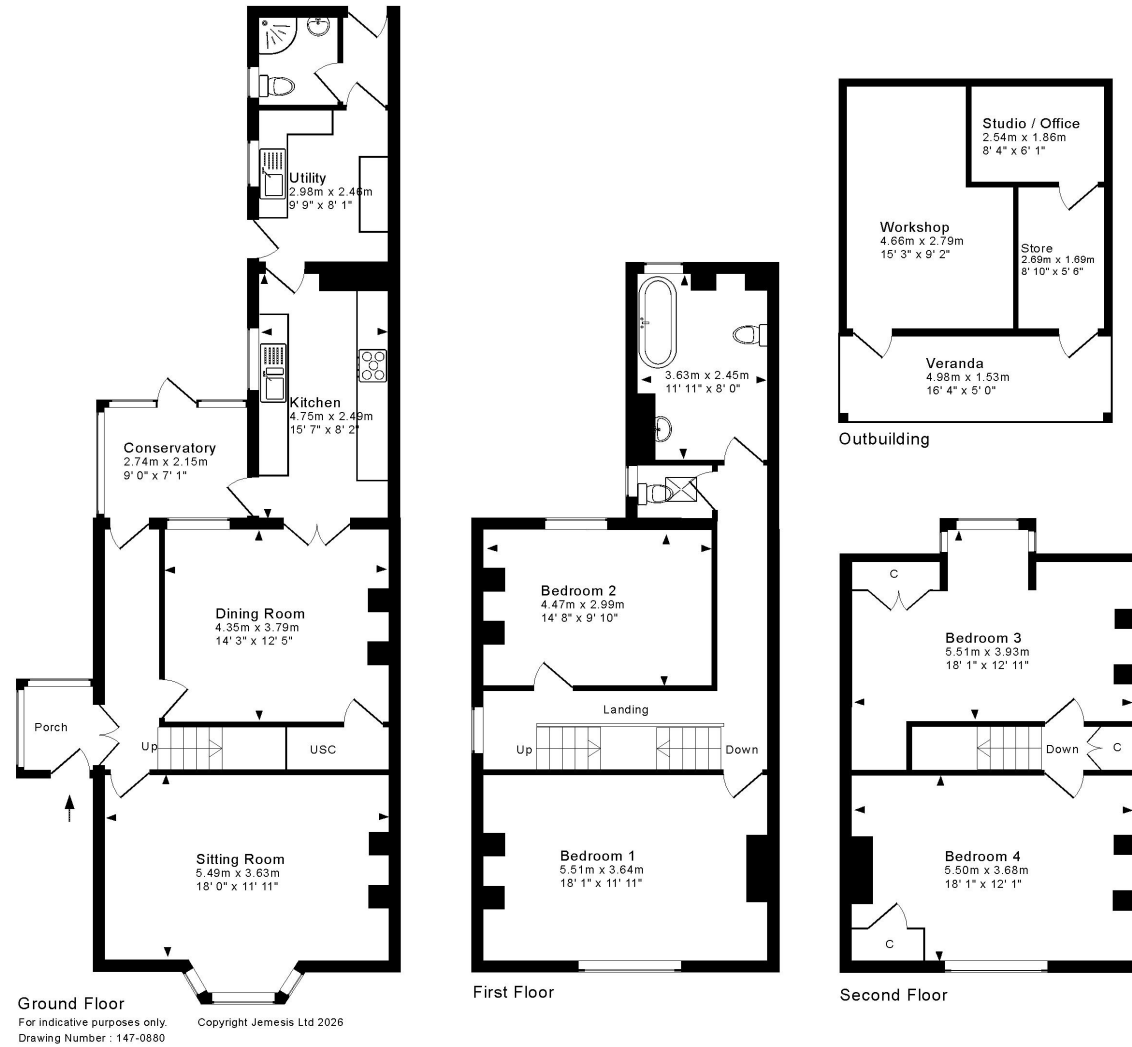 Utility
2.98m x 2.46m
9' 9" x 8' 1"
Kitchen
4.75m x 2.49m
15' 7" x 8' 2"
Conservatory
2.74m x 2.15m
9' 0" x 7' 1"
Dining Room
4.35m x 3.79m
14' 3" x 12' 5"
Porch
Up
USC
Sitting Room
5.49m x 3.63m
18' 0" x 11' 11"
Ground Floor
For indicative purposes only.
Copyright Jemesis Ltd 2026
Drawing Number : 147-0880
3.63m x 2.45m
11' 11" x 8' 0"
Bedroom 2
4.47m x 2.99m
14' 8" x 9' 10"
Landing
Up
Down
Bedroom 1
5.51m x 3.64m
18' 1" x 11' 11"
First Floor
Studio / Office
2.54m x 1.86m
8' 4" x 6' 1"
Workshop
4.66m x 2.79m
15' 3" x 9' 2"
Store
2.69m x 1.69m
8' 10" x 5' 6"
Veranda
4.98m x 1.53m
16' 4" x 5' 0"
Outbuilding
C
Bedroom 3
5.51m x 3.93m
18' 1" x 12' 11"
Down
C
Bedroom 4
5.50m x 3.68m
18' 1" x 12' 1"
C
Second Floor